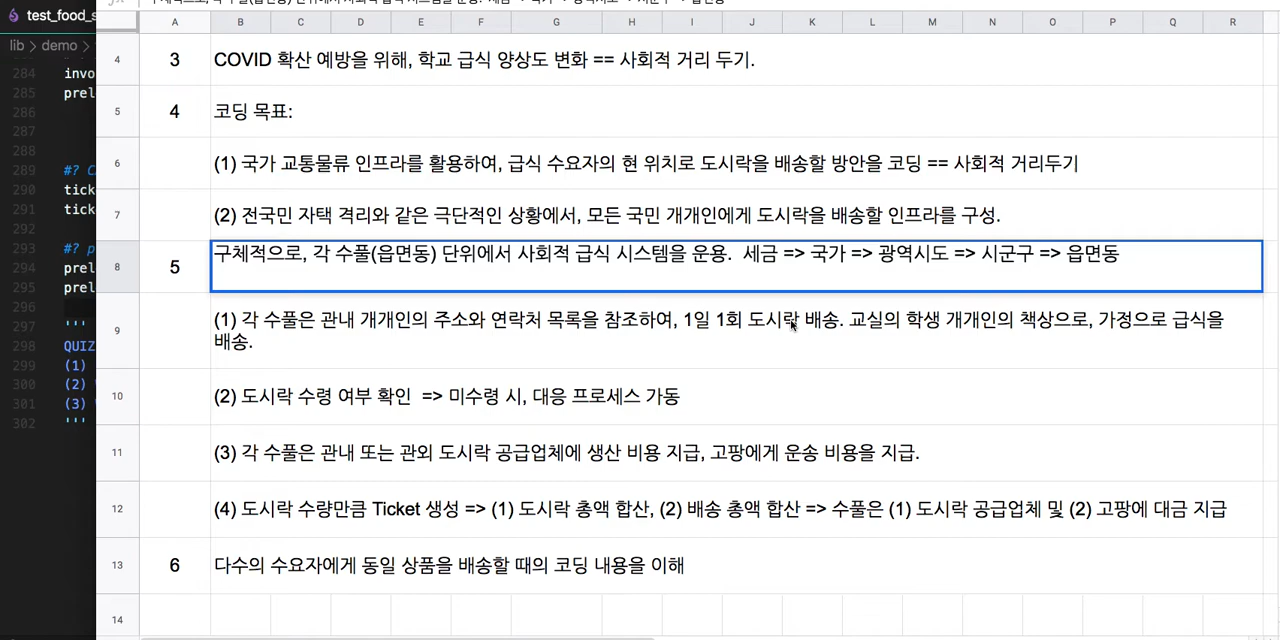 test_food_s
A B C D E F G H I J K L M N O P Q R
lib > demo >
4 3 COVID 확산 예방을 위해, 학교 급식 양상도 변화 == 사회적 거리 두기.
5 4 코딩 목표:
6 (1) 국가 교통물류 인프라를 활용하여, 급식 수요자의 현 위치로 도시락을 배송할 방안을 코딩 == 사회적 거리두기
7 (2) 전국민 자택 격리와 같은 극단적인 상황에서, 모든 국민 개개인에게 도시락을 배송할 인프라를 구성.
8 5 구체적으로, 각 수풀(읍면동) 단위에서 사회적 급식 시스템을 운용. 세금 => 국가 => 광역시도 => 시군구 => 읍면동
9 (1) 각 수풀은 관내 개개인의 주소와 연락처 목록을 참조하여, 1일 1회 도시락 배송. 교실의 학생 개개인의 책상으로, 가정으로 급식을
배송.
10 (2) 도시락 수령 여부 확인 => 미수령 시, 대응 프로세스 가동
11 (3) 각 수풀은 관내 또는 관외 도시락 공급업체에 생산 비용 지급, 고팡에게 운송 비용을 지급.
12 (4) 도시락 수량만큼 Ticket 생성 => (1) 도시락 총액 합산, (2) 배송 총액 합산 => 수풀은 (1) 도시락 공급업체 및 (2) 고팡에 대금 지급
13 6 다수의 수요자에게 동일 상품을 배송할 때의 코딩 내용을 이해
14
284 invo
285 prel
286
287
288
289 #? C
290 tick
291 tick
292
293 #? p
294 prel
295 prel
296
297 '''
298 QUIZ
299 (1)
300 (2)
301 (3)
302 '''